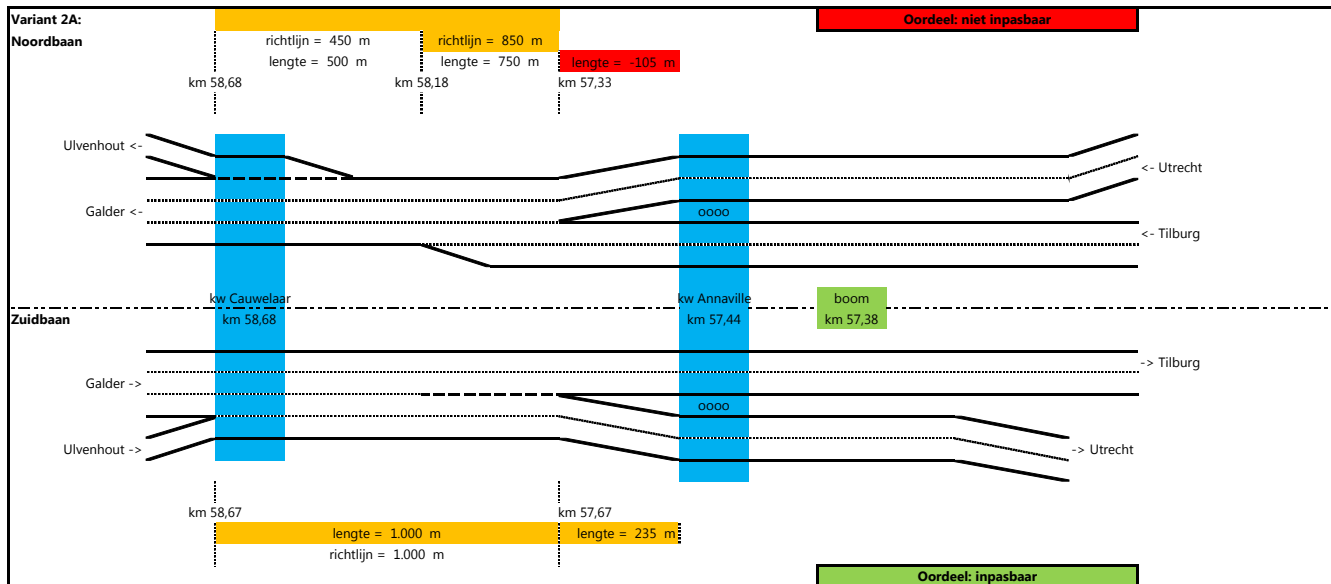 Variant 2A:
Oordeel: niet inpasbaar
Noordbaan
richtlijn = 450 m
richtlijn = 850 m
lengte = 500 m
lengte = 750 m
lengte = -105 m
km 58,68
km 58,18
km 57,33
Ulvenhout <-
<- Utrecht
Galder <-
oooo
<- Tilburg
kw Cauwelaar
kw Annaville
boom
Zuidbaan
km 58,68
km 57,44
km 57,38
-> Tilburg
Galder ->
oooo
Ulvenhout ->
-> Utrecht
km 58,67
km 57,67
lengte = 1.000 m
lengte = 235 m
richtlijn = 1.000 m
Oordeel: inpasbaar